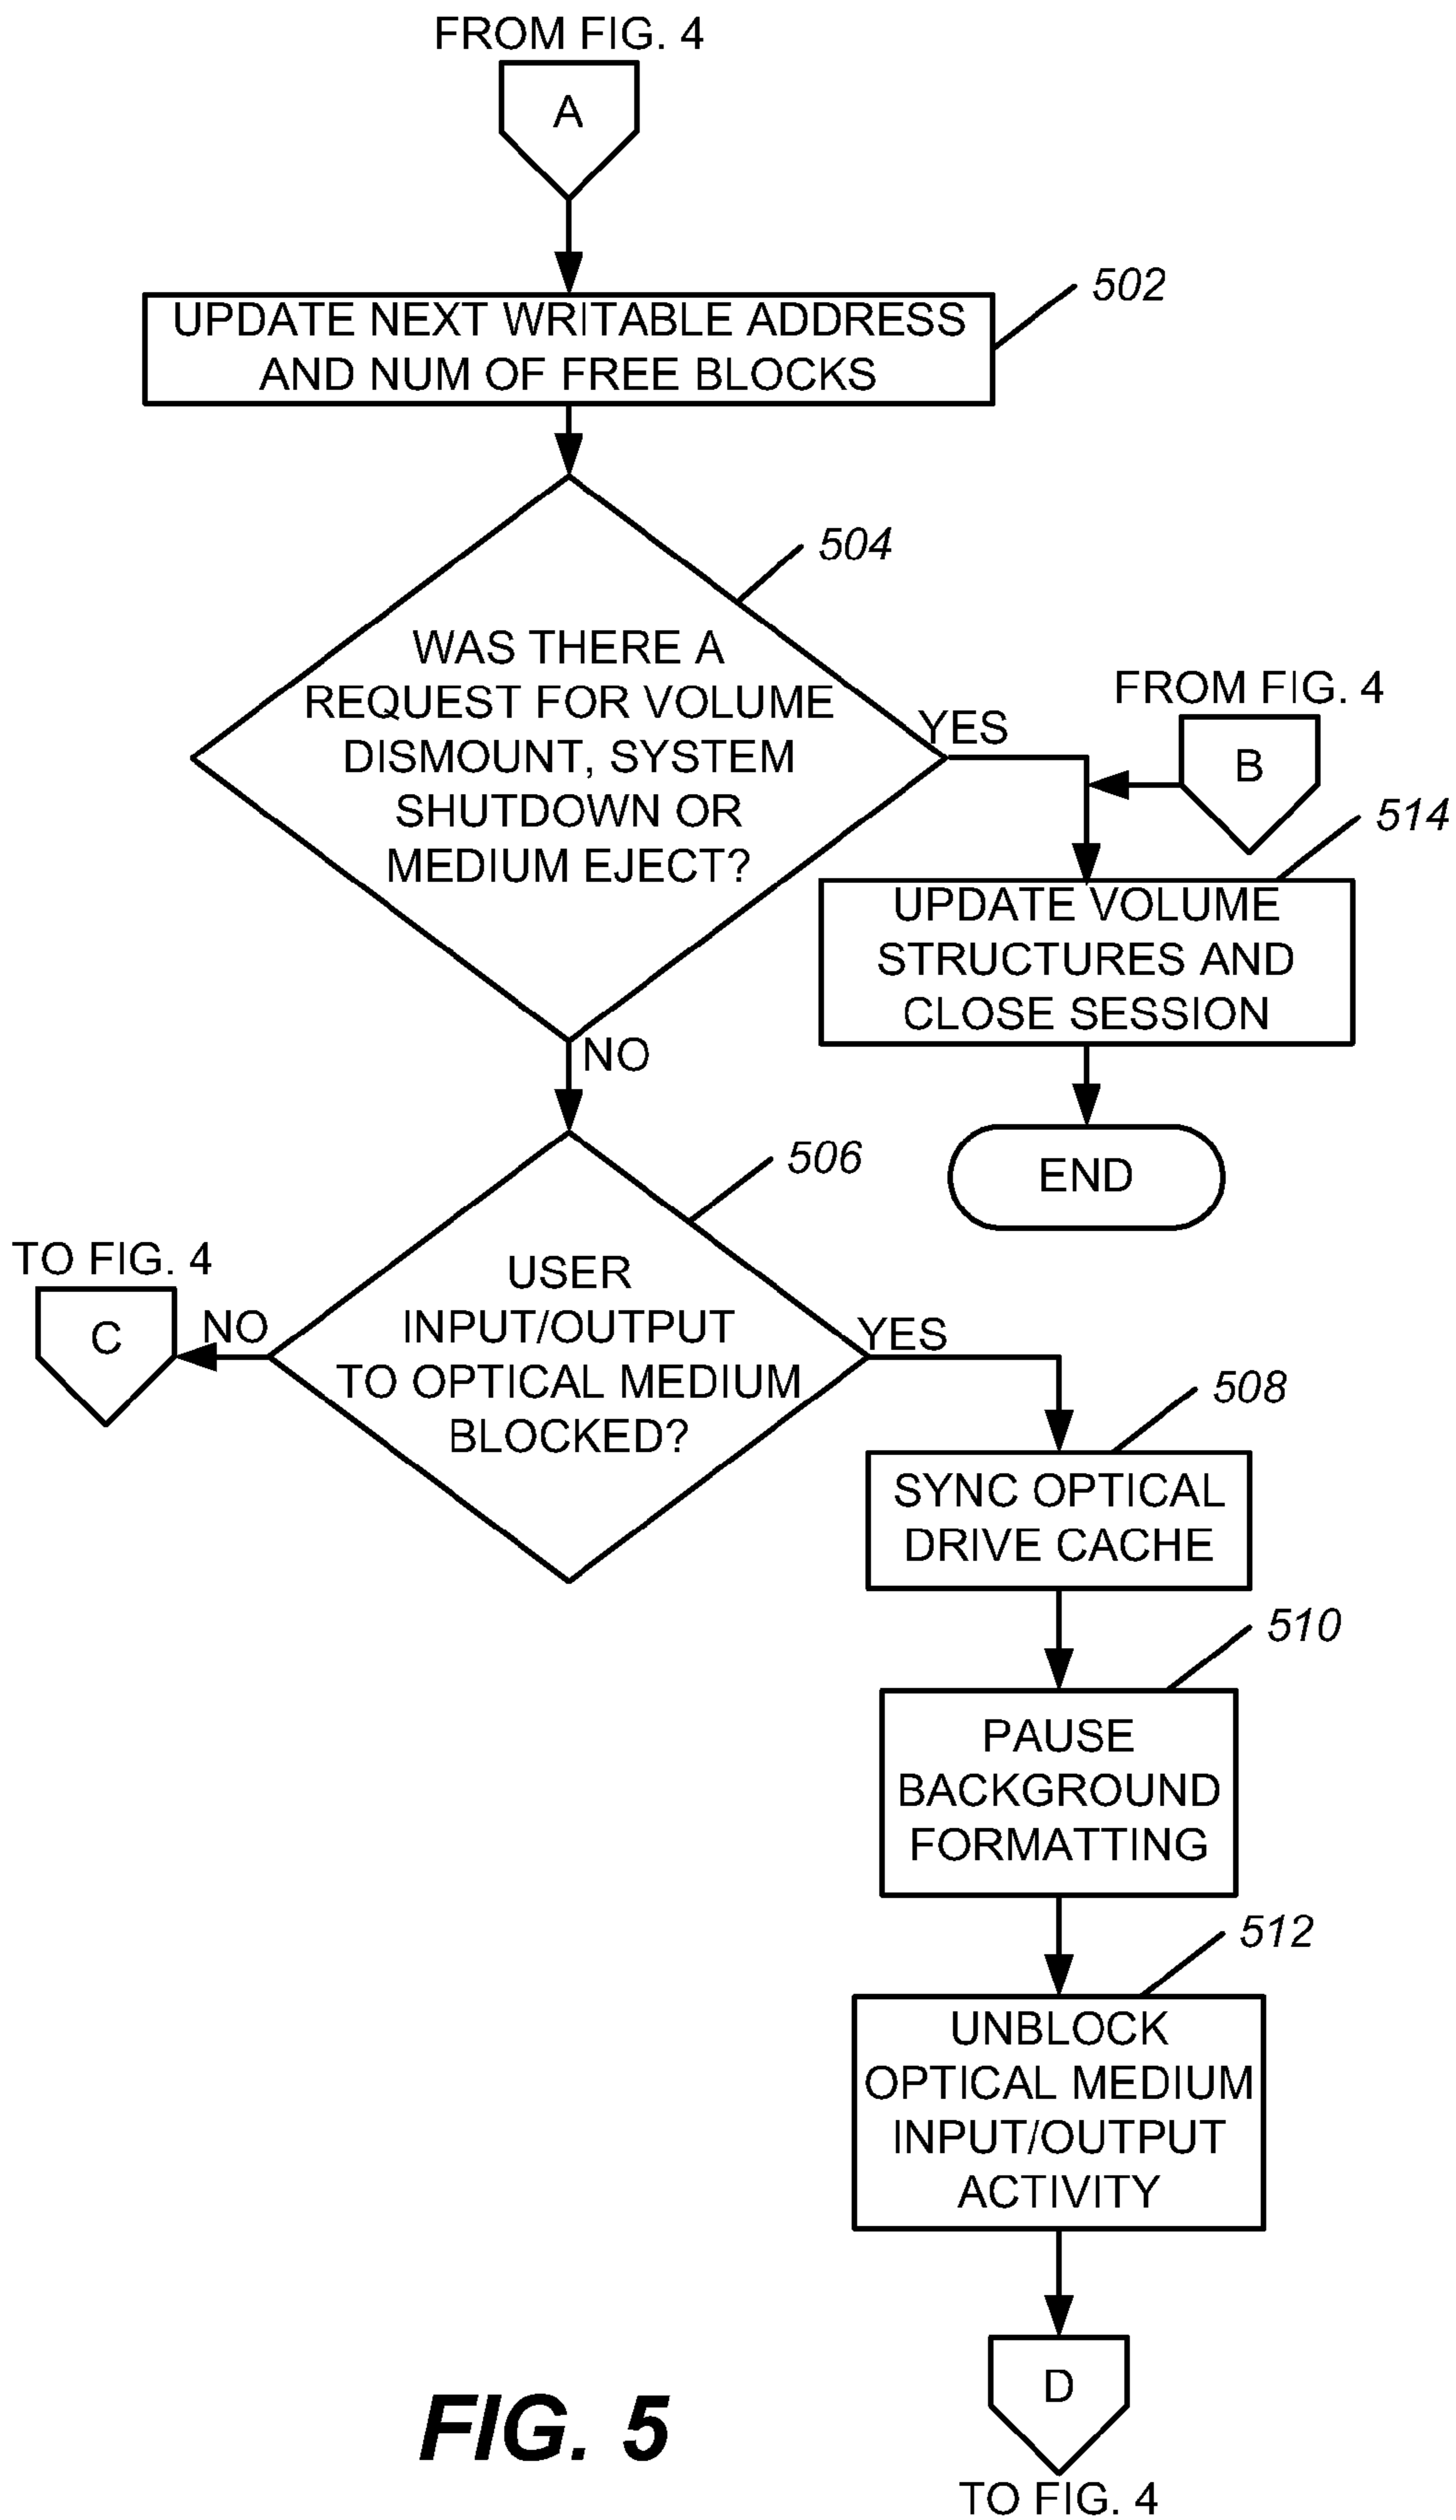 FROM FIG. 4
A
502
UPDATE NEXT WRITABLE ADDRESS
AND NUM OF FREE BLOCKS
504
WAS THERE A
REQUEST FOR VOLUME
DISMOUNT, SYSTEM
SHUTDOWN OR
MEDIUM EJECT?
YES
FROM FIG. 4
B
514
UPDATE VOLUME
STRUCTURES AND
CLOSE SESSION
END
NO
506
USER
INPUT/OUTPUT
TO OPTICAL MEDIUM
BLOCKED?
TO FIG. 4
C
NO
YES
508
SYNC OPTICAL
DRIVE CACHE
510
PAUSE
BACKGROUND
FORMATTING
512
UNBLOCK
OPTICAL MEDIUM
INPUT/OUTPUT
ACTIVITY
D
TO FIG. 4
FIG. 5